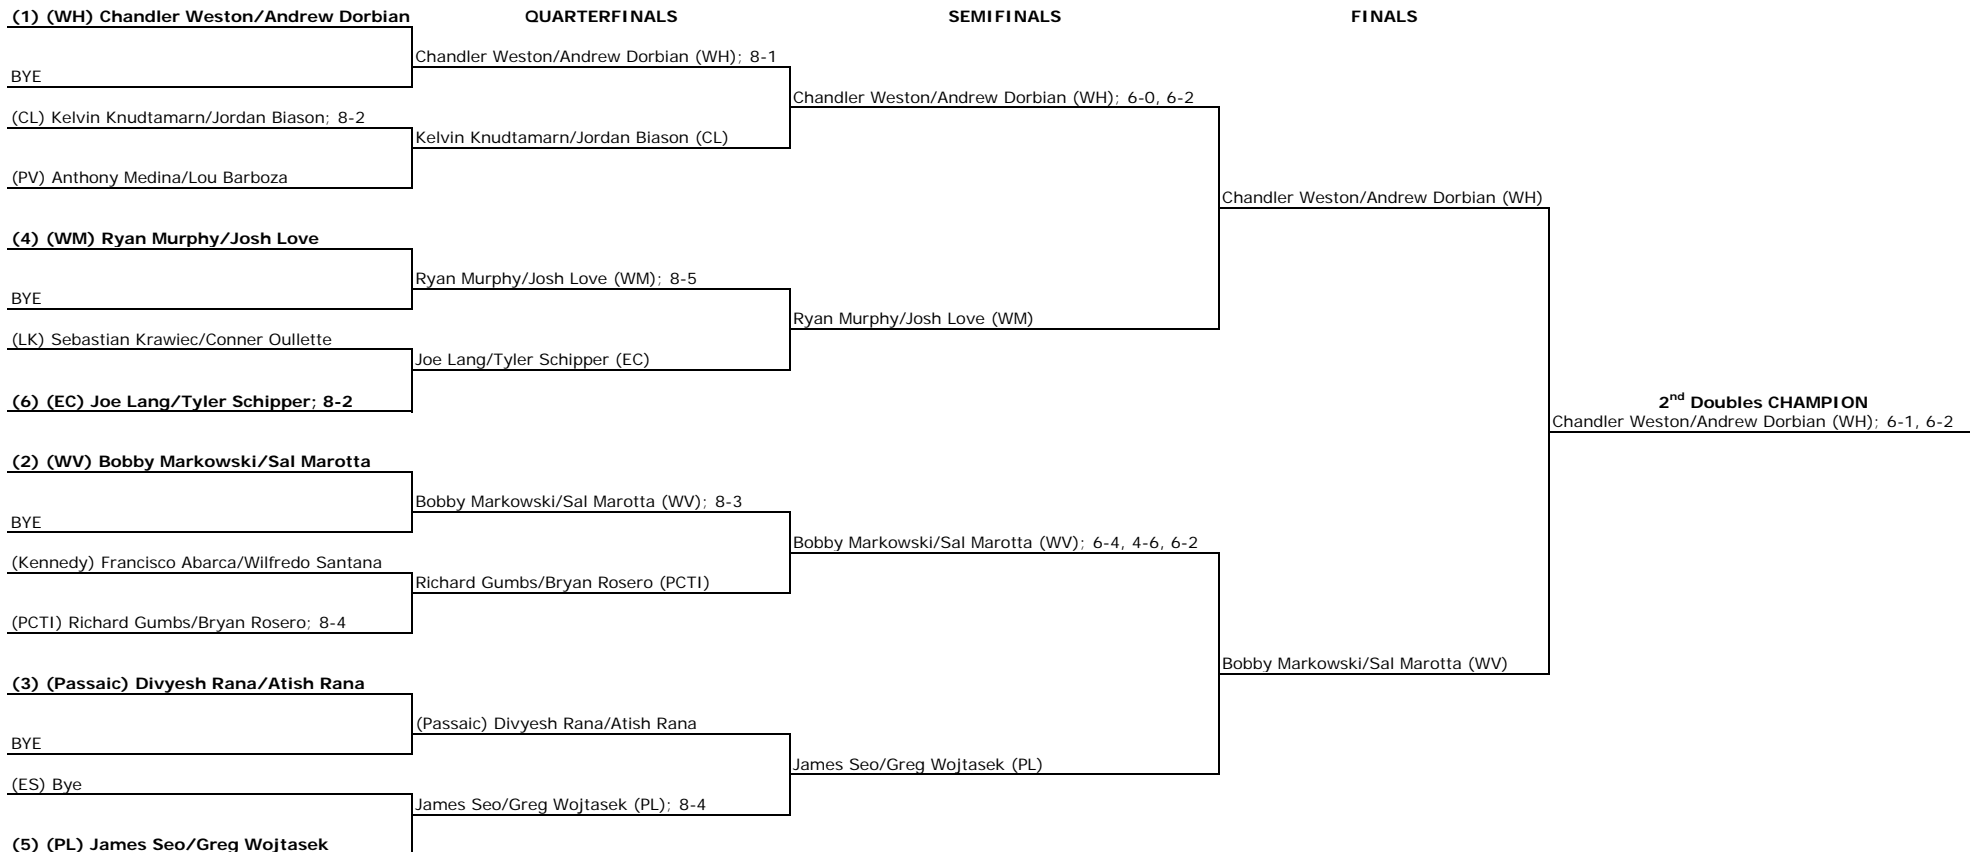 (1) (WH) Chandler Weston/Andrew Dorbian
QUARTERFINALS
SEMIFINALS
FINALS
Chandler Weston/Andrew Dorbian (WH); 8-1
BYE
Chandler Weston/Andrew Dorbian (WH); 6-0, 6-2
(CL) Kelvin Knudtamarn/Jordan Biason; 8-2
Kelvin Knudtamarn/Jordan Biason (CL)
(PV) Anthony Medina/Lou Barboza
Chandler Weston/Andrew Dorbian (WH)
(4) (WM) Ryan Murphy/Josh Love
Ryan Murphy/Josh Love (WM); 8-5
BYE
Ryan Murphy/Josh Love (WM)
(LK) Sebastian Krawiec/Conner Oullette
Joe Lang/Tyler Schipper (EC)
(6) (EC) Joe Lang/Tyler Schipper; 8-2
2nd Doubles CHAMPION
Chandler Weston/Andrew Dorbian (WH); 6-1, 6-2
(2) (WV) Bobby Markowski/Sal Marotta
Bobby Markowski/Sal Marotta (WV); 8-3
BYE
Bobby Markowski/Sal Marotta (WV); 6-4, 4-6, 6-2
(Kennedy) Francisco Abarca/Wilfredo Santana
Richard Gumbs/Bryan Rosero (PCTI)
(PCTI) Richard Gumbs/Bryan Rosero; 8-4
Bobby Markowski/Sal Marotta (WV)
(3) (Passaic) Divyesh Rana/Atish Rana
(Passaic) Divyesh Rana/Atish Rana
BYE
James Seo/Greg Wojtasek (PL)
(ES) Bye
James Seo/Greg Wojtasek (PL); 8-4
(5) (PL) James Seo/Greg Wojtasek